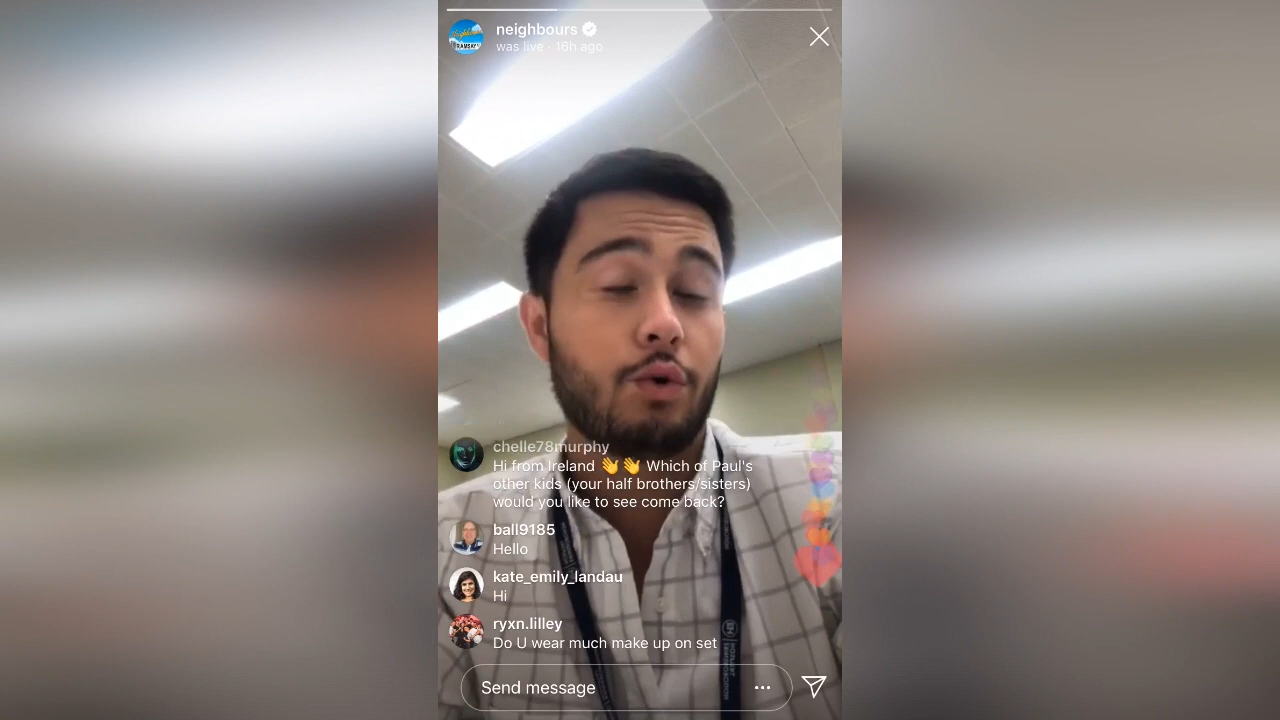 neighbours
was live · 16h ago
RAMSAY
chelle78murphy
Hi from Ireland 👋👋 Which of Paul's
other kids (your half brothers/sisters)
would you like to see come back?
ball9185
Hello
kate_emily_landau
Hi
ryxn.lilley
Do U wear much make up on set
Send message